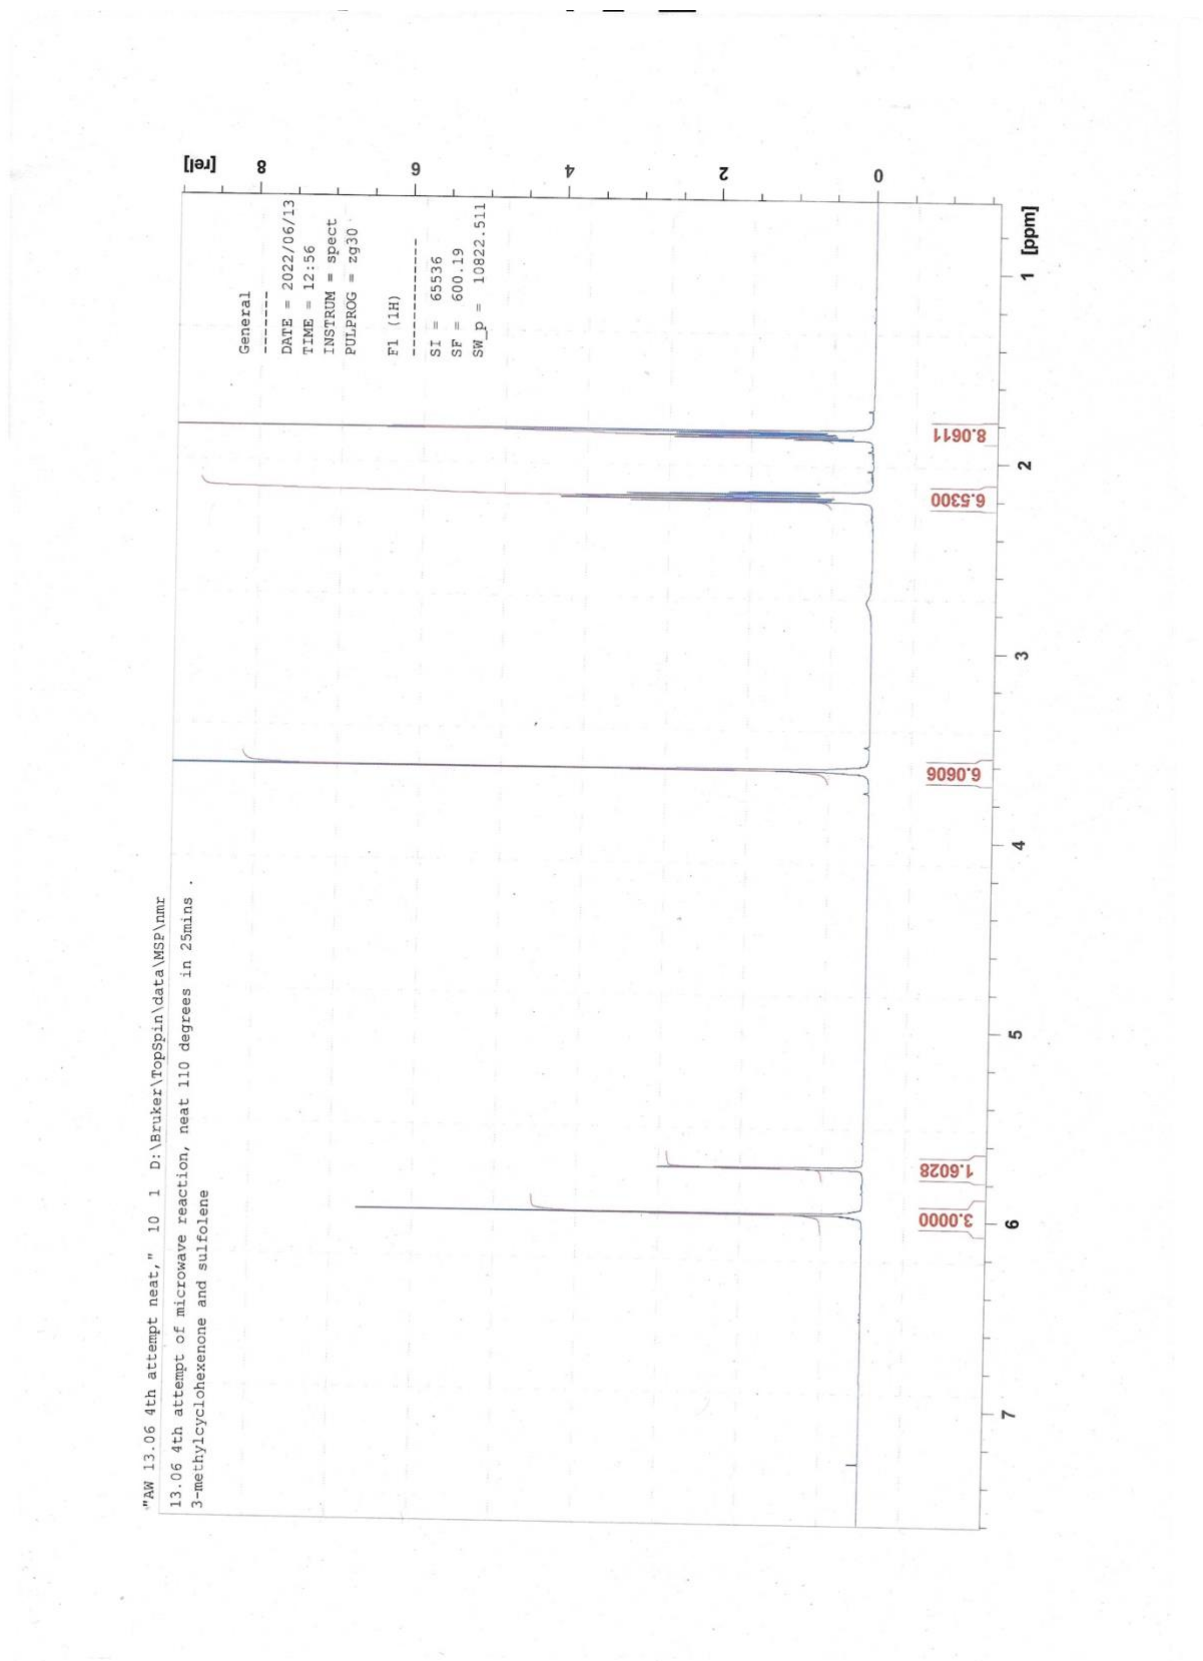 "AW 13.06 4th attempt neat," 10 1 D:\Bruker\TopSpin\data\MSP\nmr
13.06 4th attempt of microwave reaction, neat 110 degrees in 25mins .
3-methylcyclohexenone and sulfolene
General
-------
DATE = 2022/06/13
TIME = 12:56
INSTRUM = spect
PULPROG = zg30
F1 (1H)
-------------
SI = 65536
SF = 600.19
SW_p = 10822.511
[rel]
8
6
4
2
0
3.0000
1.6028
6.0606
6.5300
8.0611
7
6
5
4
3
2
1
[ppm]